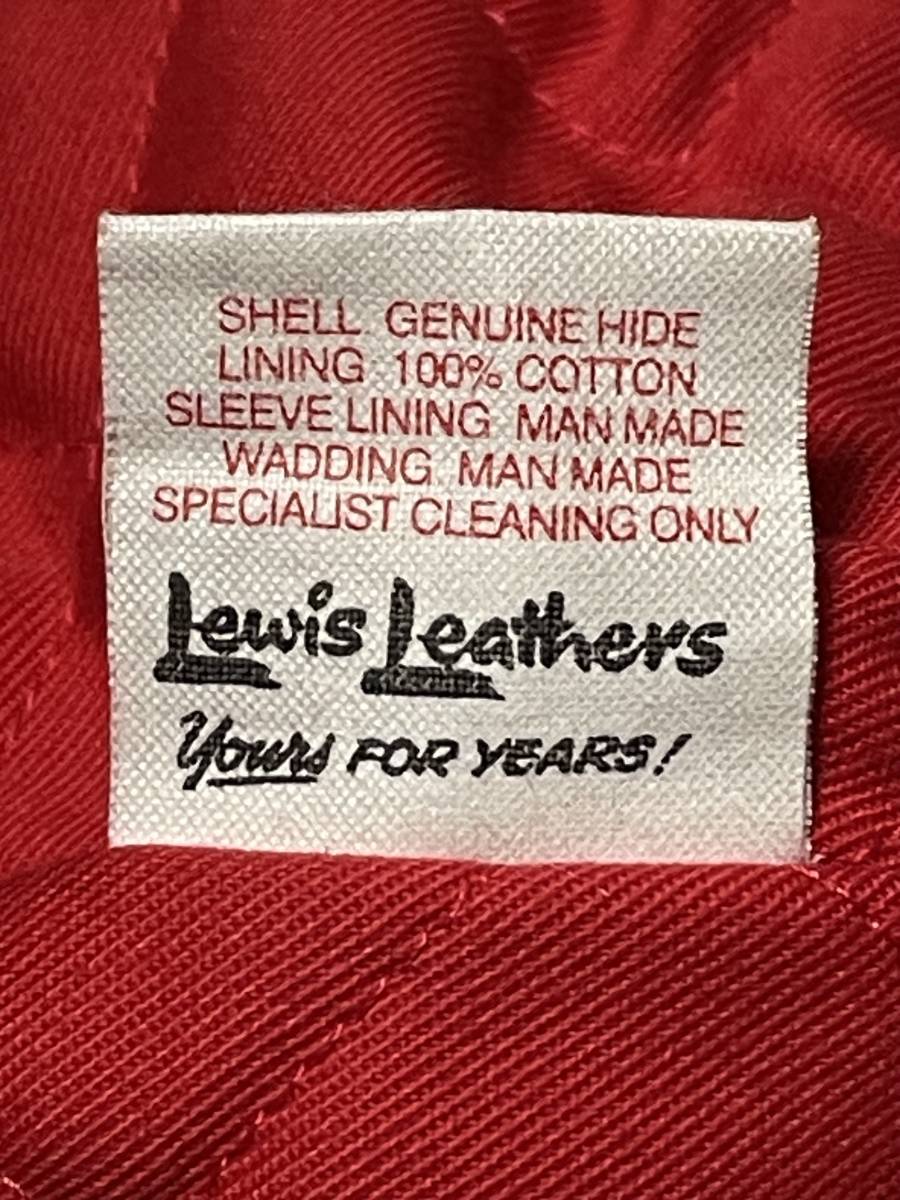 SHELL GENUINE HIDE
LINING 100% COTTON
SLEEVE LINING MAN MADE
WADDING MAN MADE
SPECIALIST CLEANING ONLY
Lewis Leathers
Yours FOR YEARS!